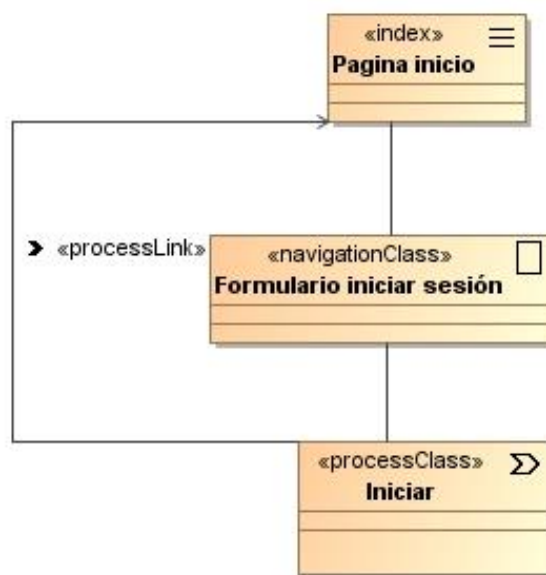 «index»
Pagina inicio
«processLink»
«navigationClass»
Formulario iniciar sesión
«processClass»
Iniciar